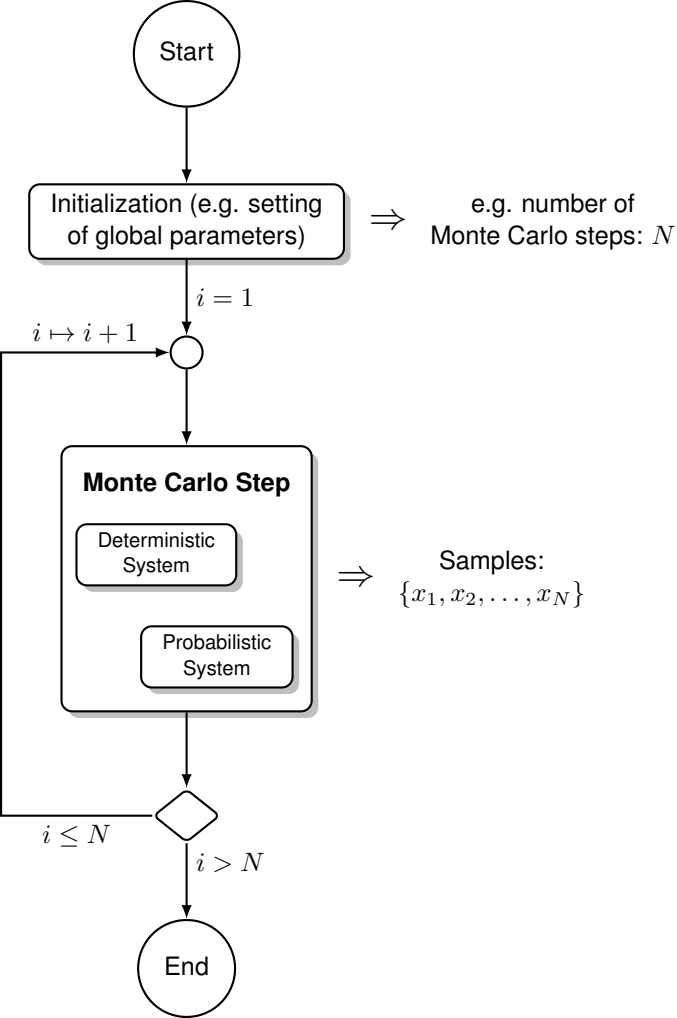 Start
Initialization (e.g. setting
of global parameters)
⇒
e.g. number of
Monte Carlo steps: N
i = 1
i ↦ i + 1
Monte Carlo Step
Deterministic
System
⇒
Samples:
{x₁, x₂, . . . , x_N}
Probabilistic
System
i ≤ N
i > N
End